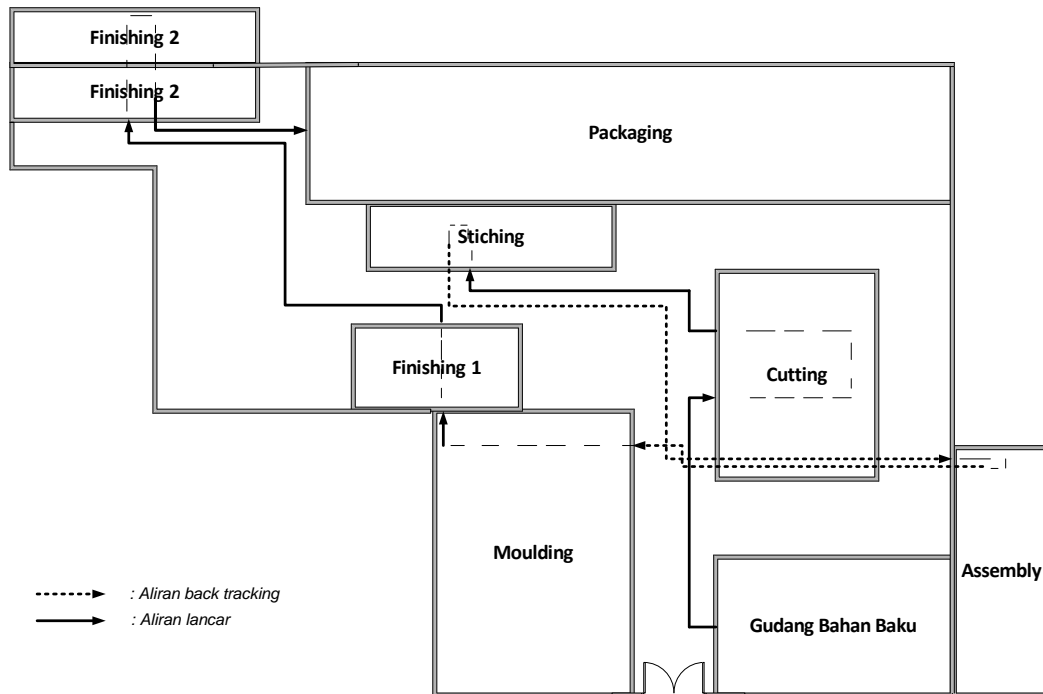 Finishing 2
Finishing 2
Packaging
Stiching
Finishing 1
Cutting
Moulding
Assembly
Gudang Bahan Baku
: Aliran back tracking
: Aliran lancar